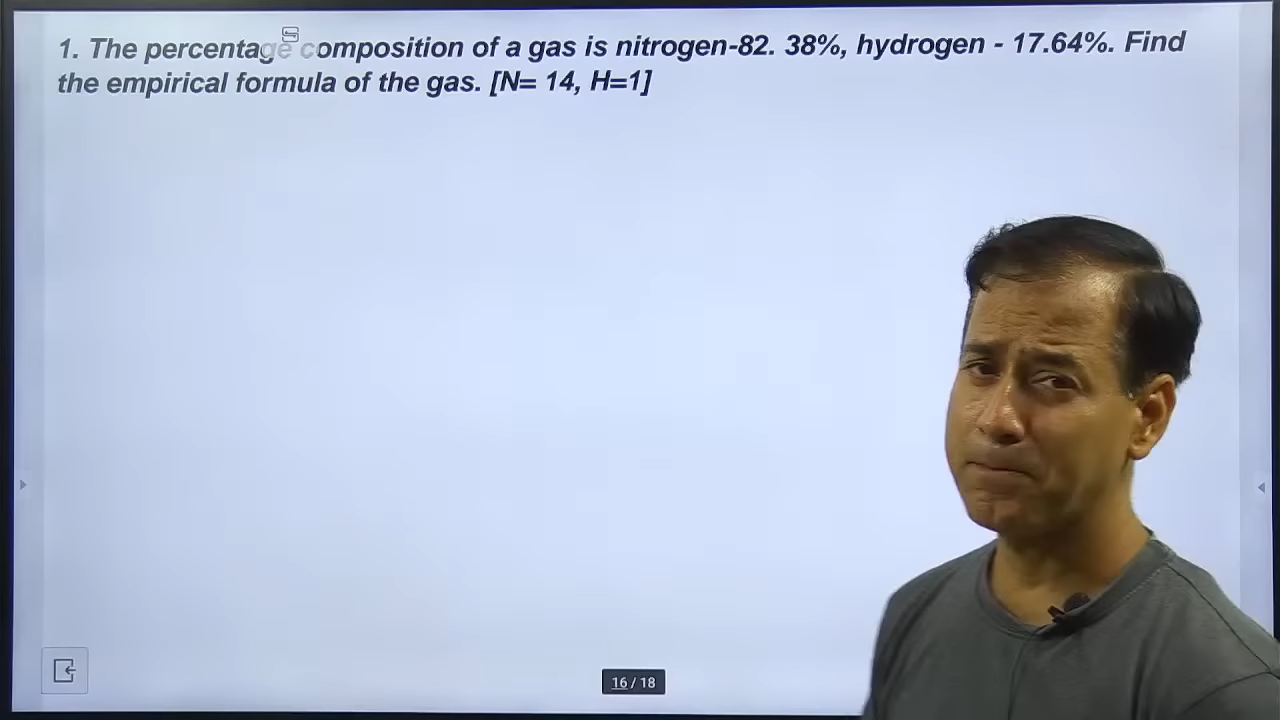 1. The percentage composition of a gas is nitrogen-82. 38%, hydrogen - 17.64%. Find
the empirical formula of the gas. [N= 14, H=1]
16 / 18